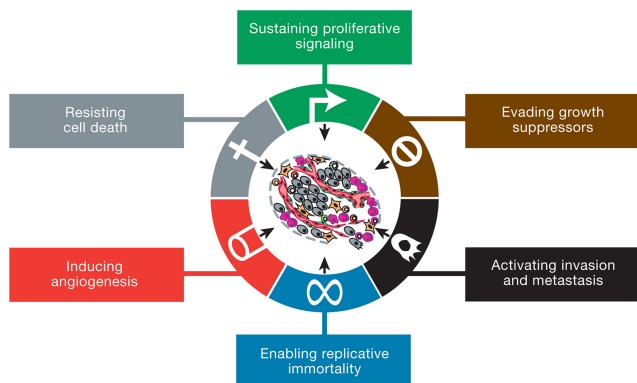 Sustaining proliferative
signaling
Resisting
cell death
Evading growth
suppressors
Inducing
angiogenesis
Activating invasion
and metastasis
Enabling replicative
immortality